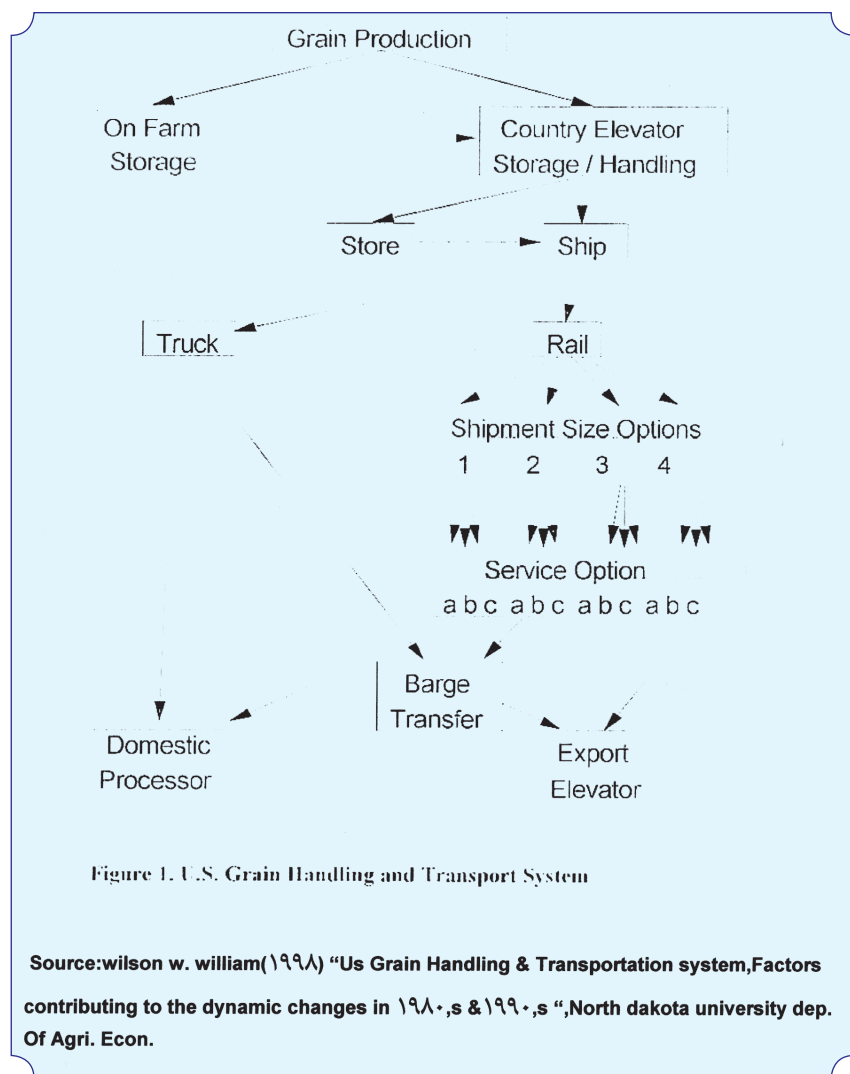 Grain Production
On Farm
Storage
Country Elevator
Storage / Handling
Store
Ship
Truck
Rail
Shipment Size Options
1 2 3 4
Service Option
a b c a b c a b c a b c
Barge
Transfer
Domestic
Processor
Export
Elevator
Figure 1. U.S. Grain Handling and Transport System
Source:wilson w. william(۱۹۹۸) “Us Grain Handling & Transportation system,Factors
contributing to the dynamic changes in ۱۹۸۰,s &۱۹۹۰,s “,North dakota university dep.
Of Agri. Econ.